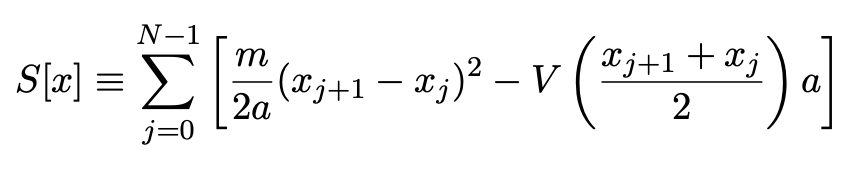 S[x] ≡ \sum_{j=0}^{N-1} \left[ \frac{m}{2a} (x_{j+1} - x_j)^2 - V \left( \frac{x_{j+1} + x_j}{2} \right) a \right]